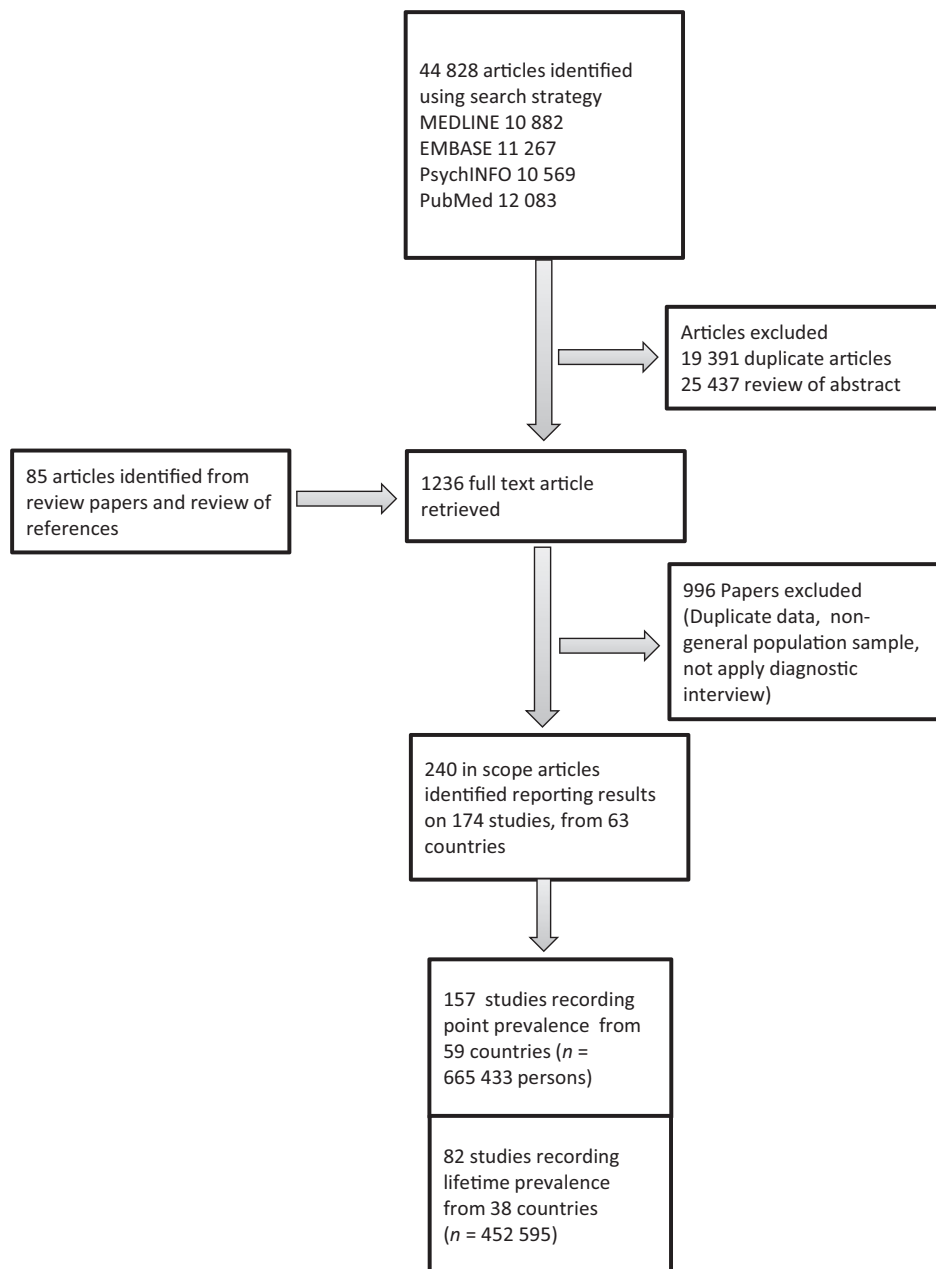 44 828 articles identified
using search strategy
MEDLINE 10 882
EMBASE 11 267
PsychINFO 10 569
PubMed 12 083
Articles excluded
19 391 duplicate articles
25 437 review of abstract
85 articles identified from
review papers and review of
references
1236 full text article
retrieved
996 Papers excluded
(Duplicate data, non-
general population sample,
not apply diagnostic
interview)
240 in scope articles
identified reporting results
on 174 studies, from 63
countries
157 studies recording
point prevalence from
59 countries (n =
665 433 persons)
82 studies recording
lifetime prevalence
from 38 countries
(n = 452 595)